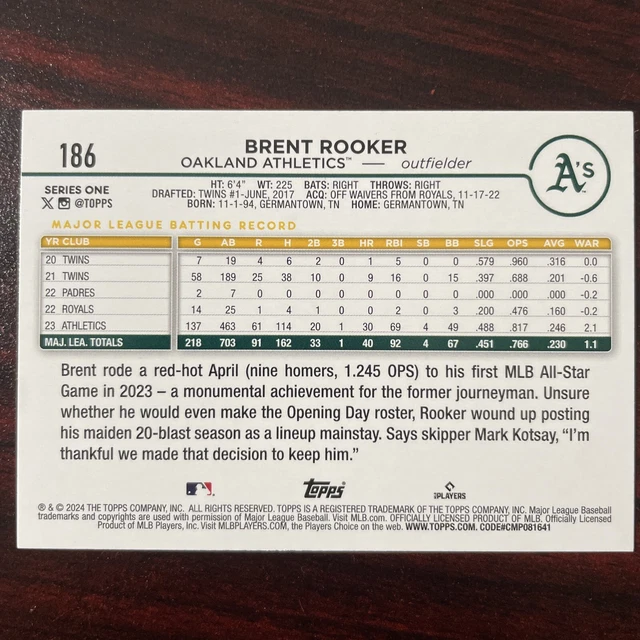 186
BRENT ROOKER
OAKLAND ATHLETICS™ — outfielder
A's
SERIES ONE
@TOPPS
HT: 6'4" WT: 225 BATS: RIGHT THROWS: RIGHT
DRAFTED: TWINS #1-JUNE, 2017 ACQ: OFF WAIVERS FROM ROYALS, 11-17-22
BORN: 11-1-94, GERMANTOWN, TN HOME: GERMANTOWN, TN
MAJOR LEAGUE BATTING RECORD
YR CLUB G AB R H 2B 3B HR RBI SB BB SLG OPS AVG WAR
20 TWINS 7 19 4 6 2 0 1 5 0 0 .579 .960 .316 0.0
21 TWINS 58 189 25 38 10 0 9 16 0 15 .397 .688 .201 -0.6
22 PADRES 2 7 0 0 0 0 0 0 0 0 .000 .000 .000 -0.2
22 ROYALS 14 25 1 4 1 0 0 2 0 3 .200 .476 .160 -0.2
23 ATHLETICS 137 463 61 114 20 1 30 69 4 49 .488 .817 .246 2.1
MAJ. LEA. TOTALS 218 703 91 162 33 1 40 92 4 67 .451 .766 .230 1.1
Brent rode a red-hot April (nine homers, 1.245 OPS) to his first MLB All-Star
Game in 2023 – a monumental achievement for the former journeyman. Unsure
whether he would even make the Opening Day roster, Rooker wound up posting
his maiden 20-blast season as a lineup mainstay. Says skipper Mark Kotsay, “I’m
thankful we made that decision to keep him.”
Topps
PLAYERS
® & © 2024 THE TOPPS COMPANY, INC. ALL RIGHTS RESERVED. TOPPS IS A REGISTERED TRADEMARK OF THE TOPPS COMPANY, INC. Major League Baseball
trademarks and copyrights are used with permission of Major League Baseball. Visit MLB.com. OFFICIALLY LICENSED PRODUCT OF MLB. Officially Licensed
Product of MLB Players, Inc. Visit MLBPLAYERS.com, the Players Choice on the web. WWW.TOPPS.COM. CODE#CMP081641